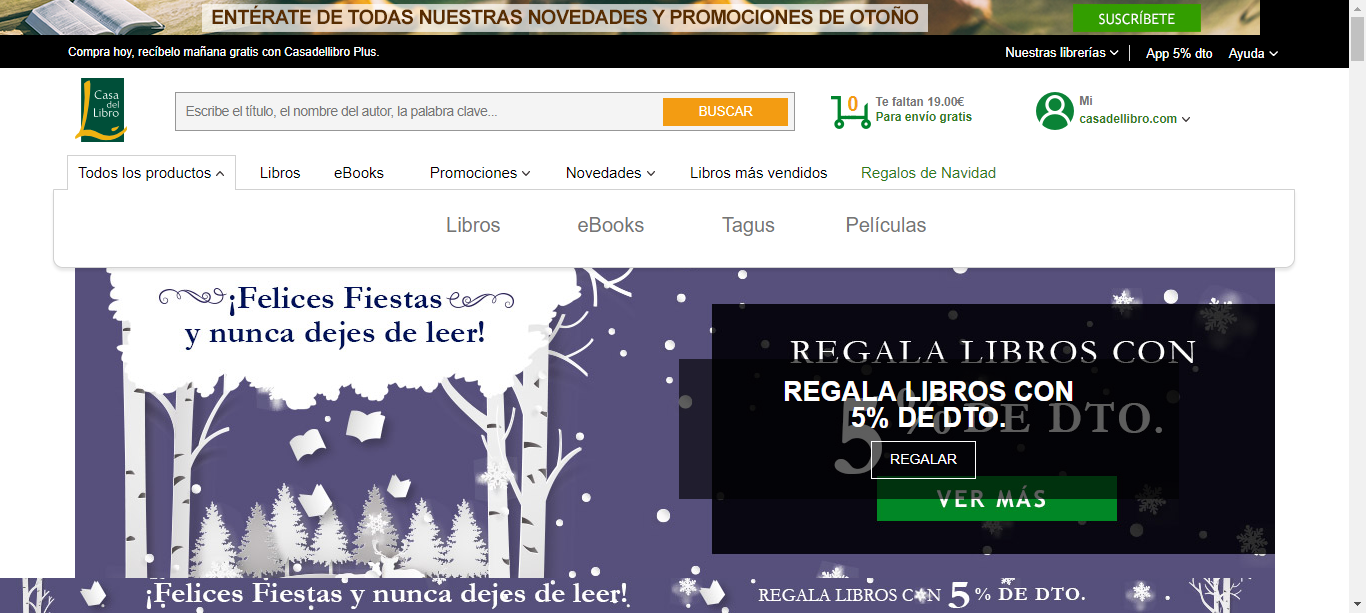 ENTÉRATE DE TODAS NUESTRAS NOVEDADES Y PROMOCIONES DE OTOÑO
SUSCRÍBETE
Compra hoy, recíbelo mañana gratis con Casadellibro Plus.
Nuestras librerías
App 5% dto
Ayuda
Casa
del
Libro
Escribe el título, el nombre del autor, la palabra clave...
BUSCAR
0
Te faltan 19.00€
Para envío gratis
Mi
casadellibro.com
Todos los productos
Libros
eBooks
Promociones
Novedades
Libros más vendidos
Regalos de Navidad
Libros
eBooks
Tagus
Películas
¡Felices Fiestas
y nunca dejes de leer!
REGALA LIBROS CON
5% DE DTO.
REGALA LIBROS CON
5% DE DTO.
REGALAR
VER MÁS
¡Felices Fiestas y nunca dejes de leer!
REGALA LIBROS CON 5% DE DTO.